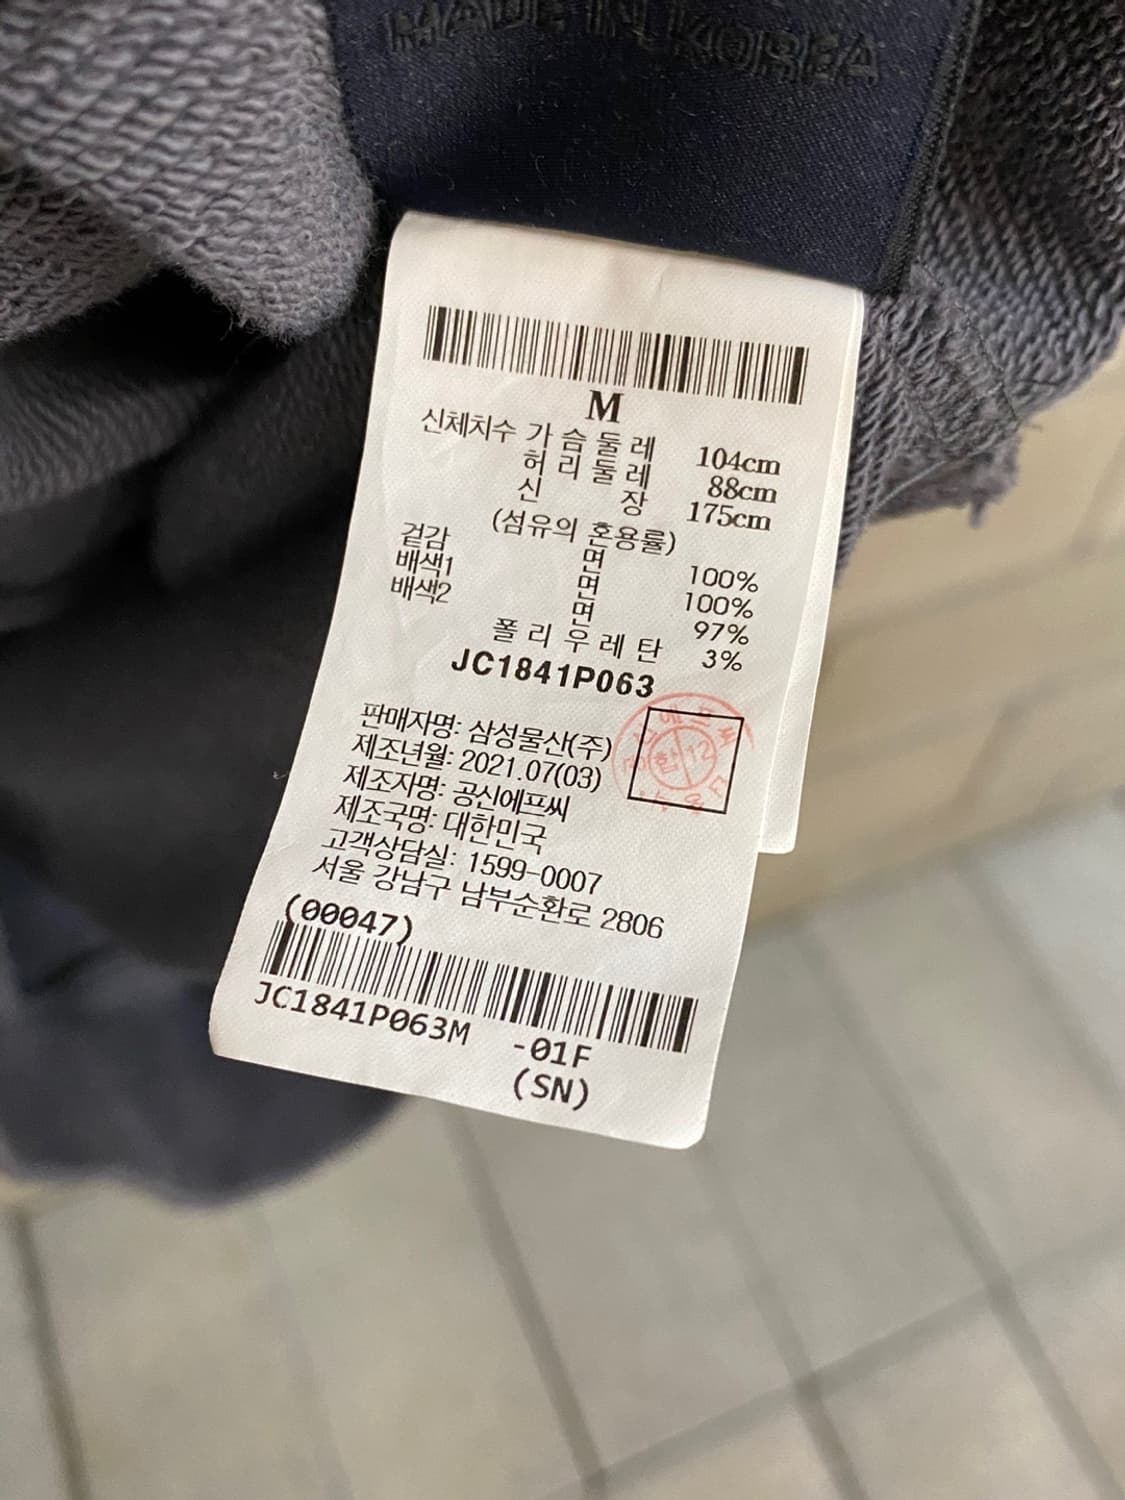 MADE IN KOREA
M
신체치수 가슴둘레 104cm
허리둘레 88cm
신장 175cm
(섬유의 혼용률)
겉감 면 100%
배색1 면 100%
배색2 면 97%
폴리우레탄 3%
JC1841P063
판매자명: 삼성물산(주)
제조년월: 2021.07(03)
제조자명: 공신에프씨
제조국명: 대한민국
고객상담실: 1599-0007
서울 강남구 남부순환로 2806
(00047)
JC1841P063M -01F
(SN)
합 12